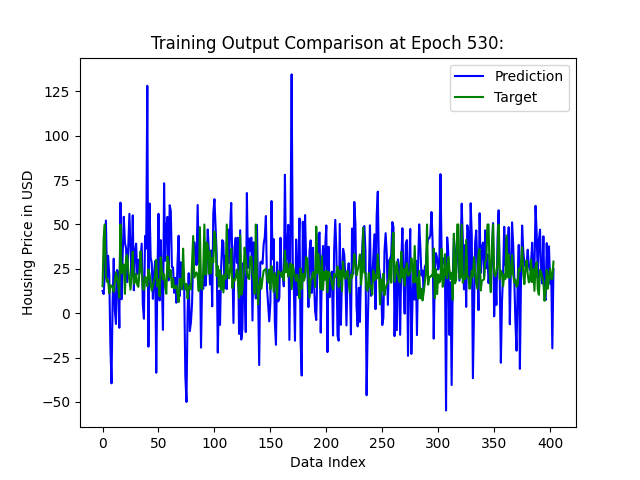 Training Output Comparison at Epoch 530:
Prediction
Target
Housing Price in USD
125
100
75
50
25
0
−25
−50
0 50 100 150 200 250 300 350 400
Data Index